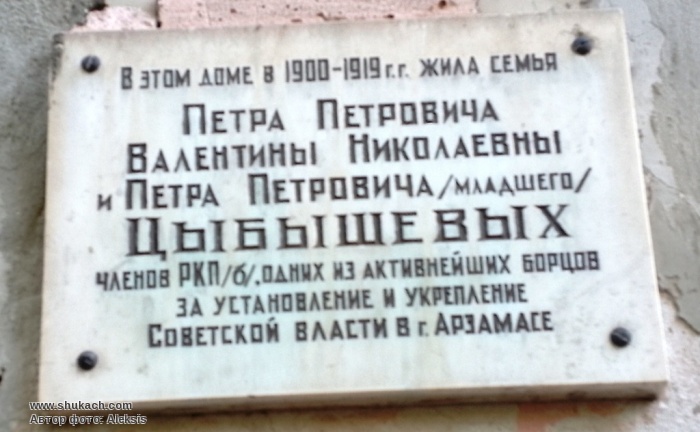 В ЭТОМ ДОМЕ В 1900-1919 г.г. ЖИЛА СЕМЬЯ
ПЕТРА ПЕТРОВИЧА
ВАЛЕНТИНЫ НИКОЛАЕВНЫ
и ПЕТРА ПЕТРОВИЧА /МЛАДШЕГО/
ЦЫБЫШЕВЫХ
ЧЛЕНОВ РКП /б/, ОДНИХ ИЗ АКТИВНЕЙШИХ БОРЦОВ
ЗА УСТАНОВЛЕНИЕ И УКРЕПЛЕНИЕ
СОВЕТСКОЙ ВЛАСТИ В г. АРЗАМАСЕ
www.shukach.com
Автор фото: Aleksis